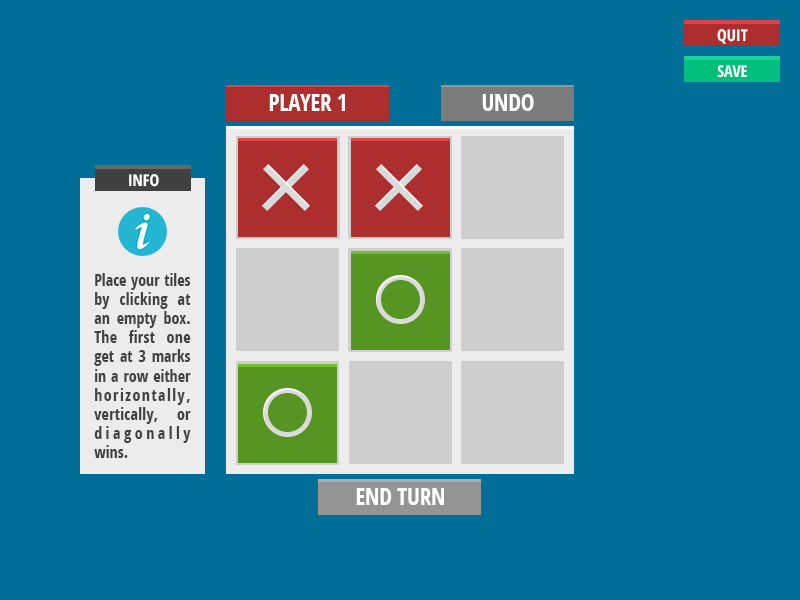 QUIT
SAVE
PLAYER 1
UNDO
INFO
i
Place your tiles
by clicking at
an empty box.
The first one
get at 3 marks
in a row either
horizontally,
vertically, or
diagonally
wins.
END TURN